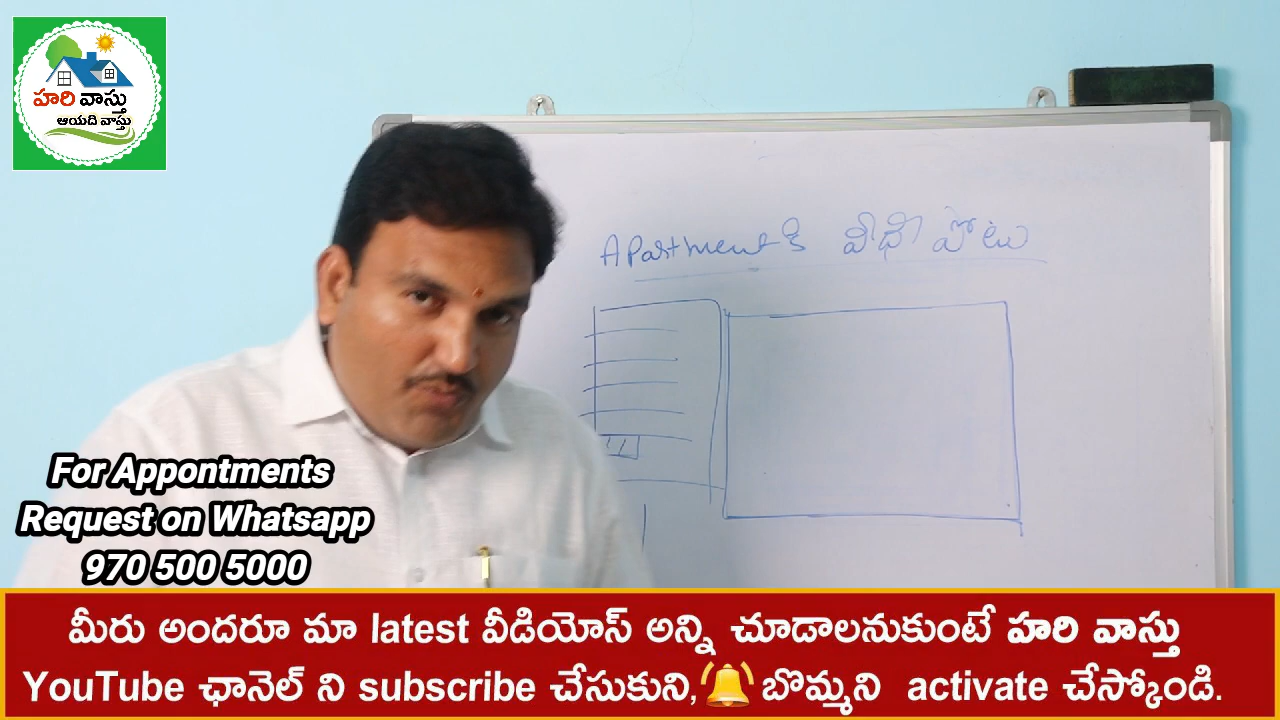 హరి వాస్తు
ఆయది వాస్తు
Apartment కి వీధి పోటు
For Appontments
Request on Whatsapp
970 500 5000
మీరు అందరూ మా latest వీడియోస్ అన్ని చూడాలనుకుంటే హరి వాస్తు
YouTube ఛానెల్ ని subscribe చేసుకుని, బొమ్మని activate చేస్కోండి.